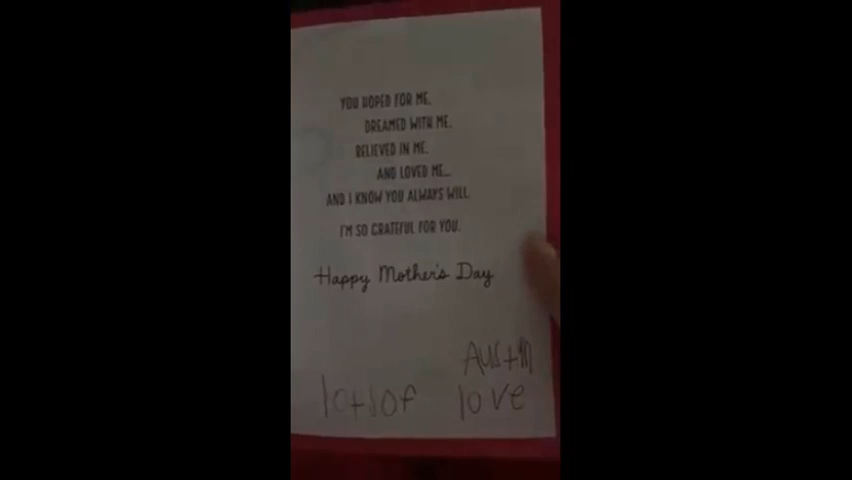 YOU HOPED FOR ME,
DREAMED WITH ME,
BELIEVED IN ME,
AND LOVED ME...
AND I KNOW YOU ALWAYS WILL.
I'M SO GRATEFUL FOR YOU.
Happy Mother's Day
Austin
lotsof love